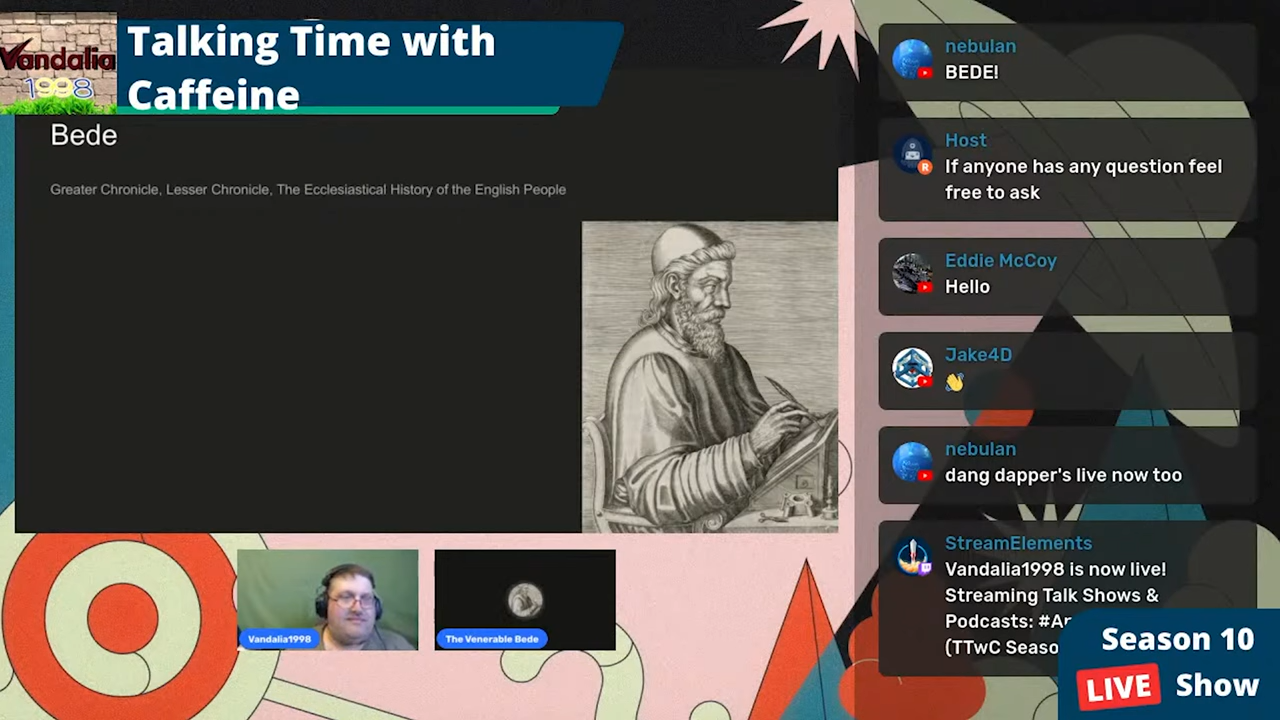 Vandalia
1998
Talking Time with
Caffeine
Bede
Greater Chronicle, Lesser Chronicle, The Ecclesiastical History of the English People
Vandalia1998
The Venerable Bede
nebulan
BEDE!
Host
R
If anyone has any question feel
free to ask
Eddie McCoy
Hello
Jake4D
👋
nebulan
dang dapper's live now too
StreamElements
Vandalia1998 is now live!
Streaming Talk Shows &
Podcasts:
(TTwC
Season 10
LIVE Show